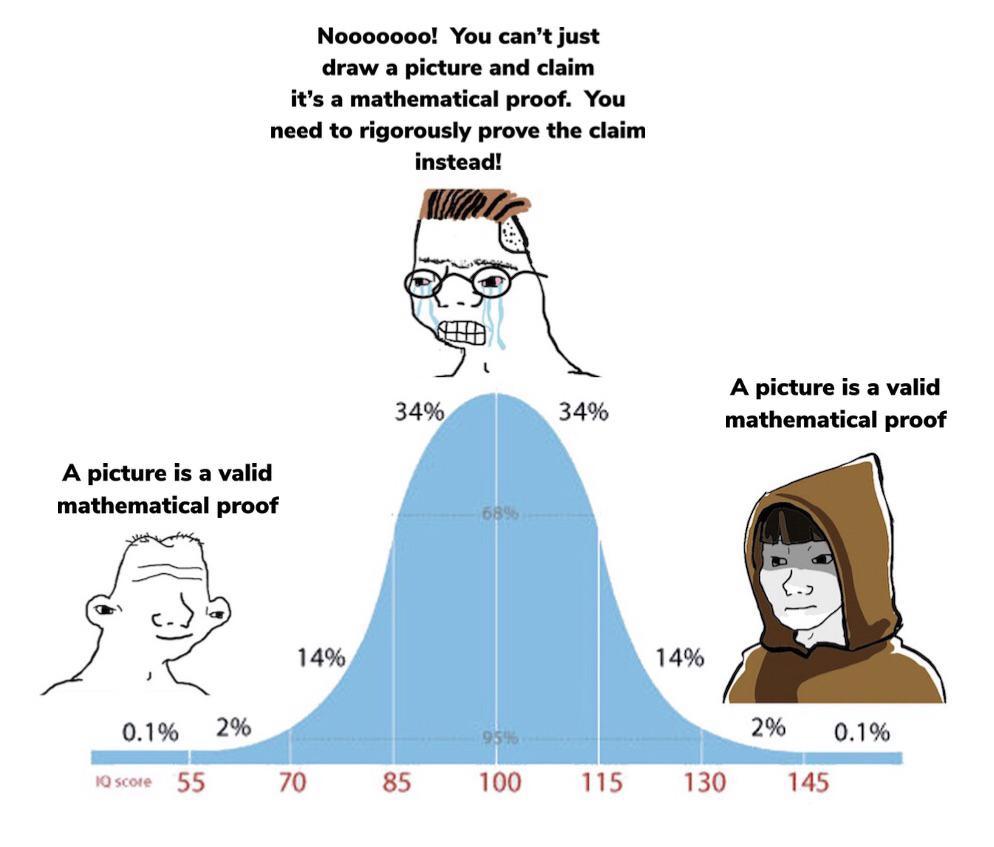 Nooooooo! You can't just
draw a picture and claim
it's a mathematical proof. You
need to rigorously prove the claim
instead!
A picture is a valid
mathematical proof
A picture is a valid
mathematical proof
34% 34%
68%
14% 14%
0.1% 2% 95% 2% 0.1%
IQ score 55 70 85 100 115 130 145